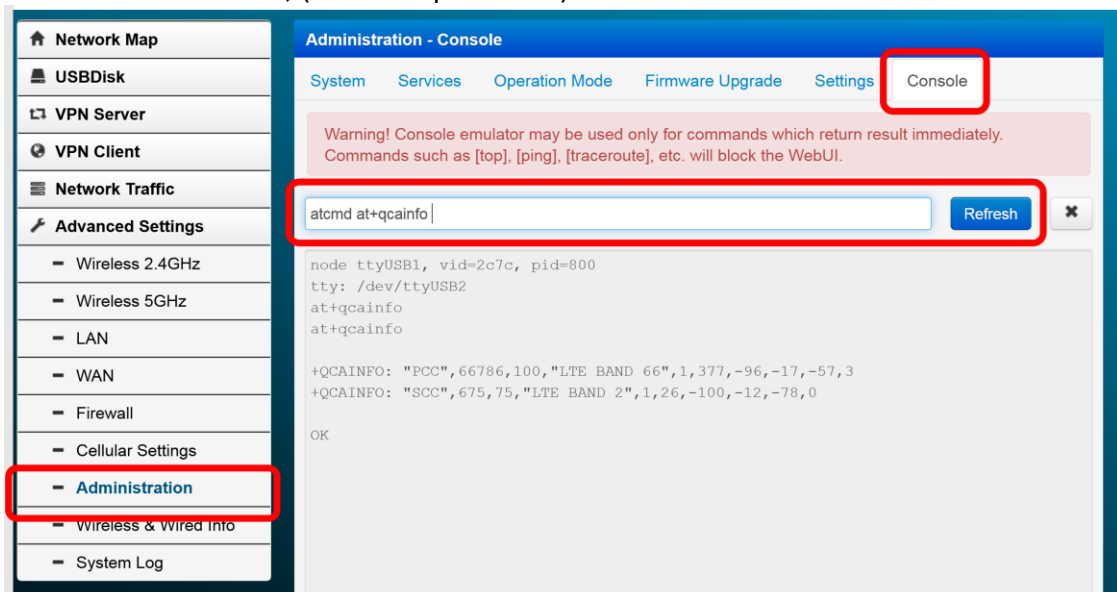 Network Map
USBDisk
VPN Server
VPN Client
Network Traffic
Advanced Settings
Wireless 2.4GHz
Wireless 5GHz
LAN
WAN
Firewall
Cellular Settings
Administration
Wireless & Wired Info
System Log
Administration - Console
System Services Operation Mode Firmware Upgrade Settings Console
Warning! Console emulator may be used only for commands which return result immediately.
Commands such as [top], [ping], [traceroute], etc. will block the WebUI.
atcmd at+qcainfo
Refresh
node ttyUSB1, vid=2c7c, pid=800
tty: /dev/ttyUSB2
at+qcainfo
at+qcainfo
+QCAINFO: "PCC",66786,100,"LTE BAND 66",1,377,-96,-17,-57,3
+QCAINFO: "SCC",675,75,"LTE BAND 2",1,26,-100,-12,-78,0
OK